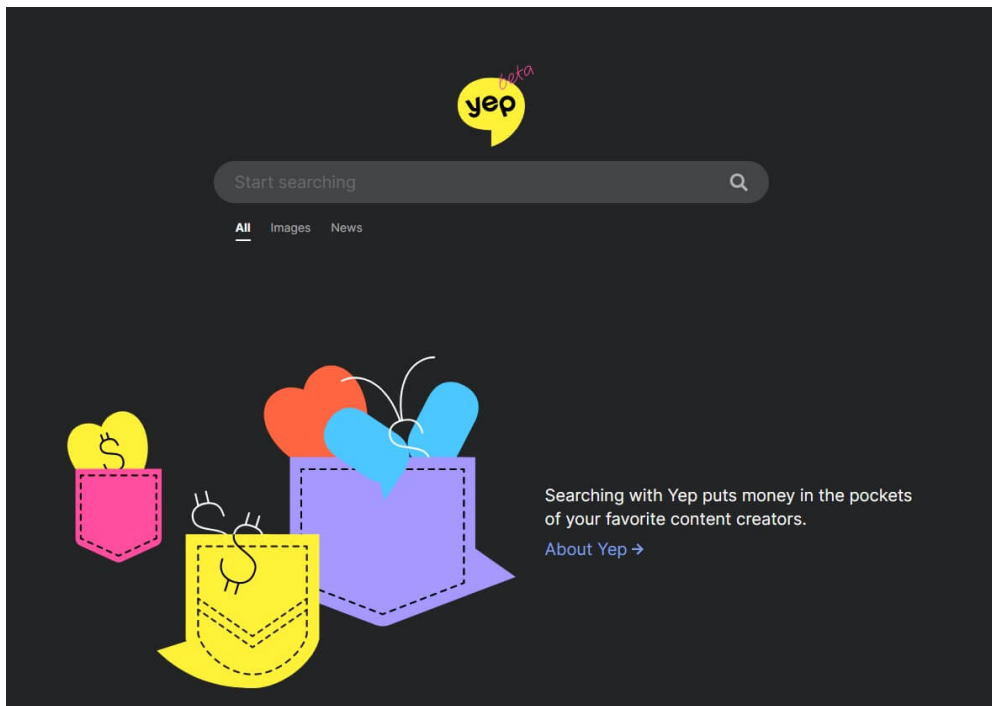 beta
yep
Start searching
All Images News
$
Searching with Yep puts money in the pockets
of your favorite content creators.
About Yep →